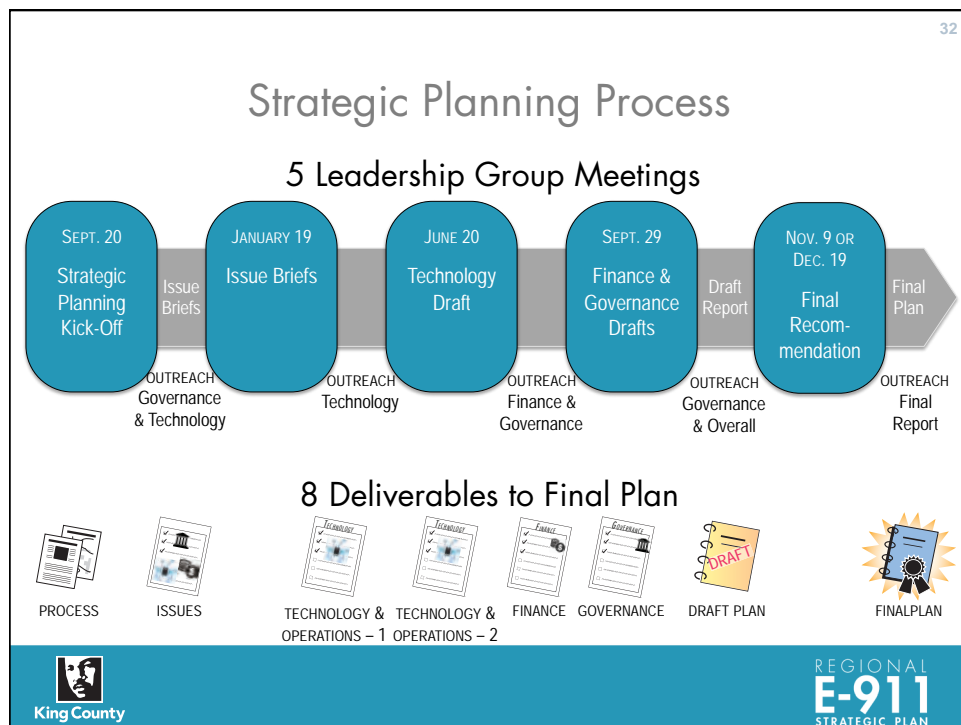 32
Strategic Planning Process
5 Leadership Group Meetings
SEPT. 20
Strategic
Planning
Kick-Off
Issue
Briefs
JANUARY 19
Issue Briefs
JUNE 20
Technology
Draft
SEPT. 29
Finance &
Governance
Drafts
Draft
Report
NOV. 9 OR
DEC. 19
Final
Recom-
mendation
Final
Plan
OUTREACH
Governance
& Technology
OUTREACH
Technology
OUTREACH
Finance &
Governance
OUTREACH
Governance
& Overall
OUTREACH
Final
Report
8 Deliverables to Final Plan
TECHNOLOGY
TECHNOLOGY
FINANCE
GOVERNANCE
DRAFT
PROCESS
ISSUES
TECHNOLOGY &
OPERATIONS – 1
TECHNOLOGY &
OPERATIONS – 2
FINANCE
GOVERNANCE
DRAFT PLAN
FINALPLAN
King County
REGIONAL
E-911
STRATEGIC PLAN